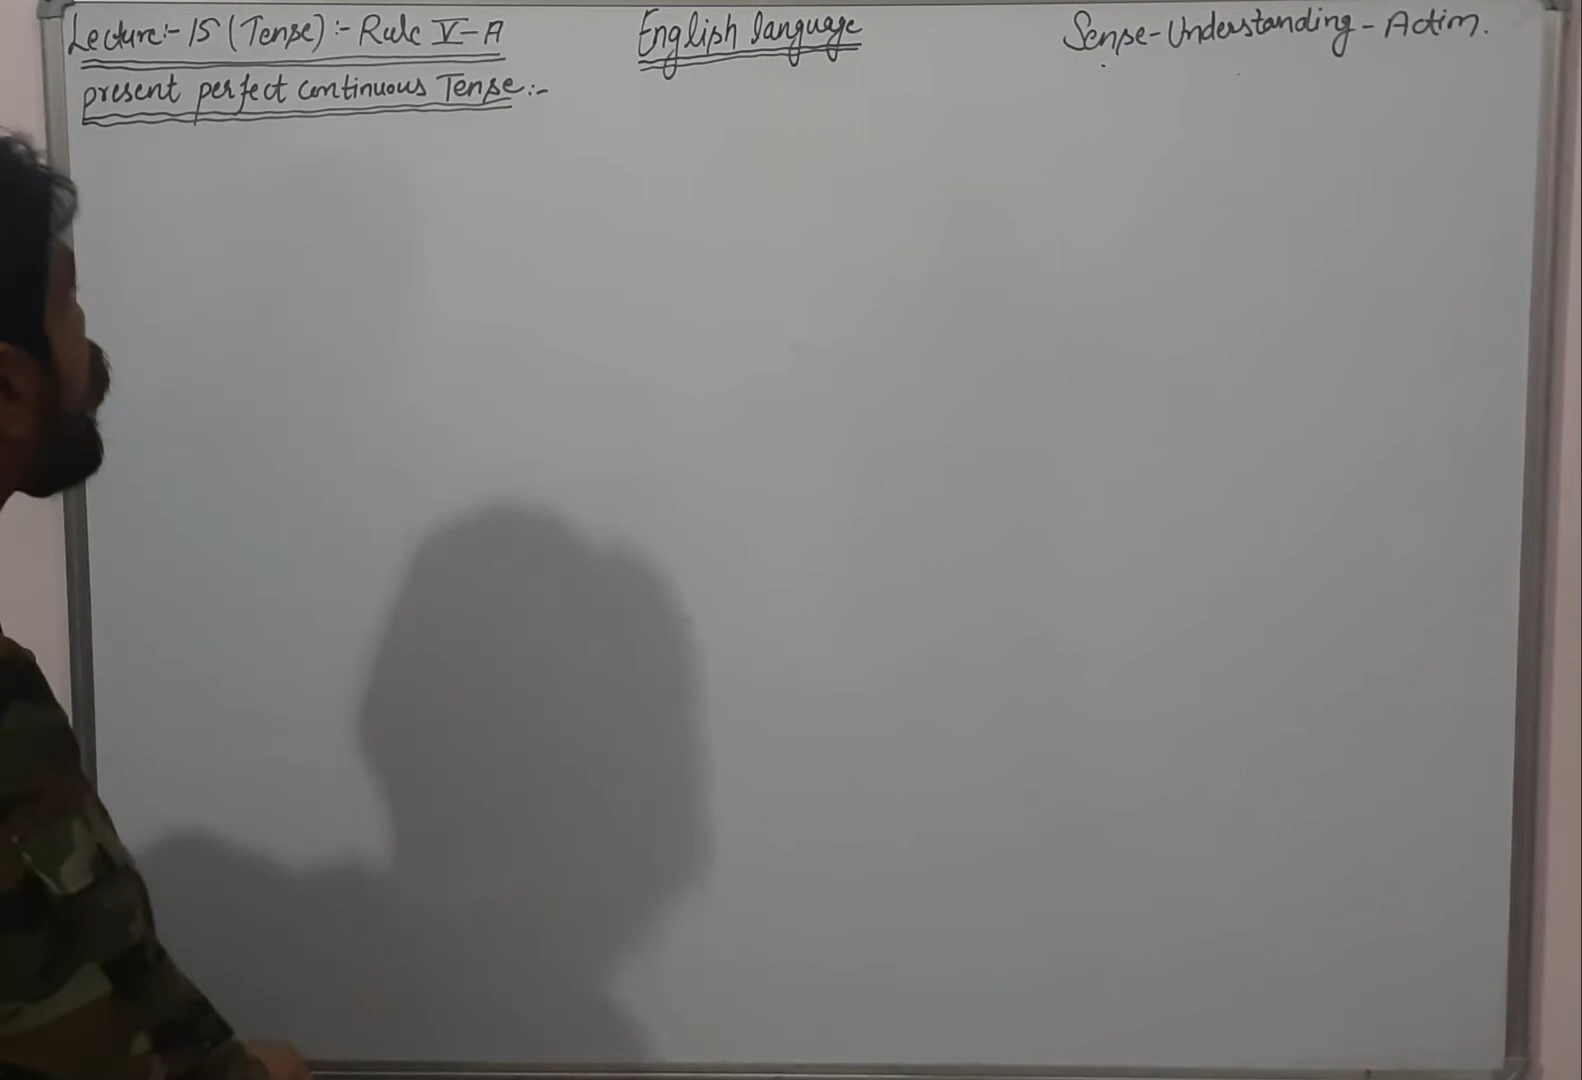 Lecture:- 15 (Tense):- Rule V-A
English language
Sense-Understanding-Action.
present perfect continuous Tense:-